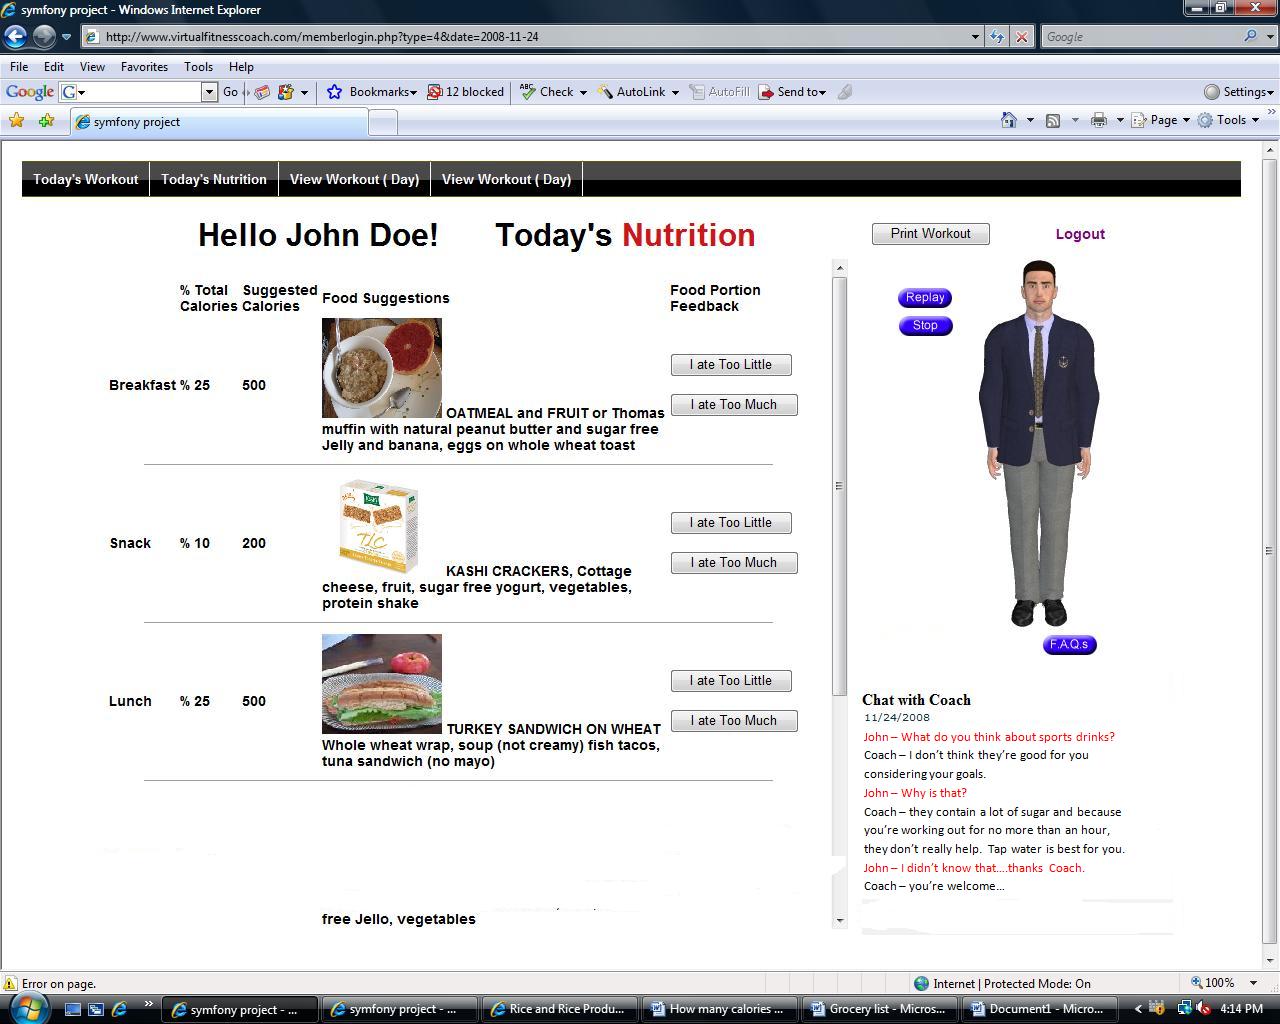 symfony project - Windows Internet Explorer
http://www.virtualfitnesscoach.com/memberlogin.php?type=4&date=2008-11-24
Google
File Edit View Favorites Tools Help
Google G Go Bookmarks 12 blocked ABC Check AutoLink AutoFill Send to Settings
symfony project Page Tools
Today's Workout Today's Nutrition View Workout ( Day) View Workout ( Day)
Hello John Doe! Today's Nutrition
Print Workout Logout
% Total Calories
Suggested Calories
Food Suggestions
Food Portion Feedback
Breakfast % 25 500
OATMEAL and FRUIT or Thomas
muffin with natural peanut butter and sugar free
Jelly and banana, eggs on whole wheat toast
I ate Too Little
I ate Too Much
Snack % 10 200
KASHI
TLC
KASHI CRACKERS, Cottage
cheese, fruit, sugar free yogurt, vegetables,
protein shake
I ate Too Little
I ate Too Much
Lunch % 25 500
TURKEY SANDWICH ON WHEAT
Whole wheat wrap, soup (not creamy) fish tacos,
tuna sandwich (no mayo)
I ate Too Little
I ate Too Much
free Jello, vegetables
Replay
Stop
F.A.Q.s
Chat with Coach
11/24/2008
John – What do you think about sports drinks?
Coach – I don't think they're good for you
considering your goals.
John – Why is that?
Coach – they contain a lot of sugar and because
you're working out for no more than an hour,
they don't really help. Tap water is best for you.
John – I didn't know that....thanks Coach.
Coach – you're welcome...
Error on page. Internet | Protected Mode: On 100%
symfony project - ... symfony project - ... Rice and Rice Produ... How many calories ... Grocery list - Micros... Document1 - Micro... 4:14 PM